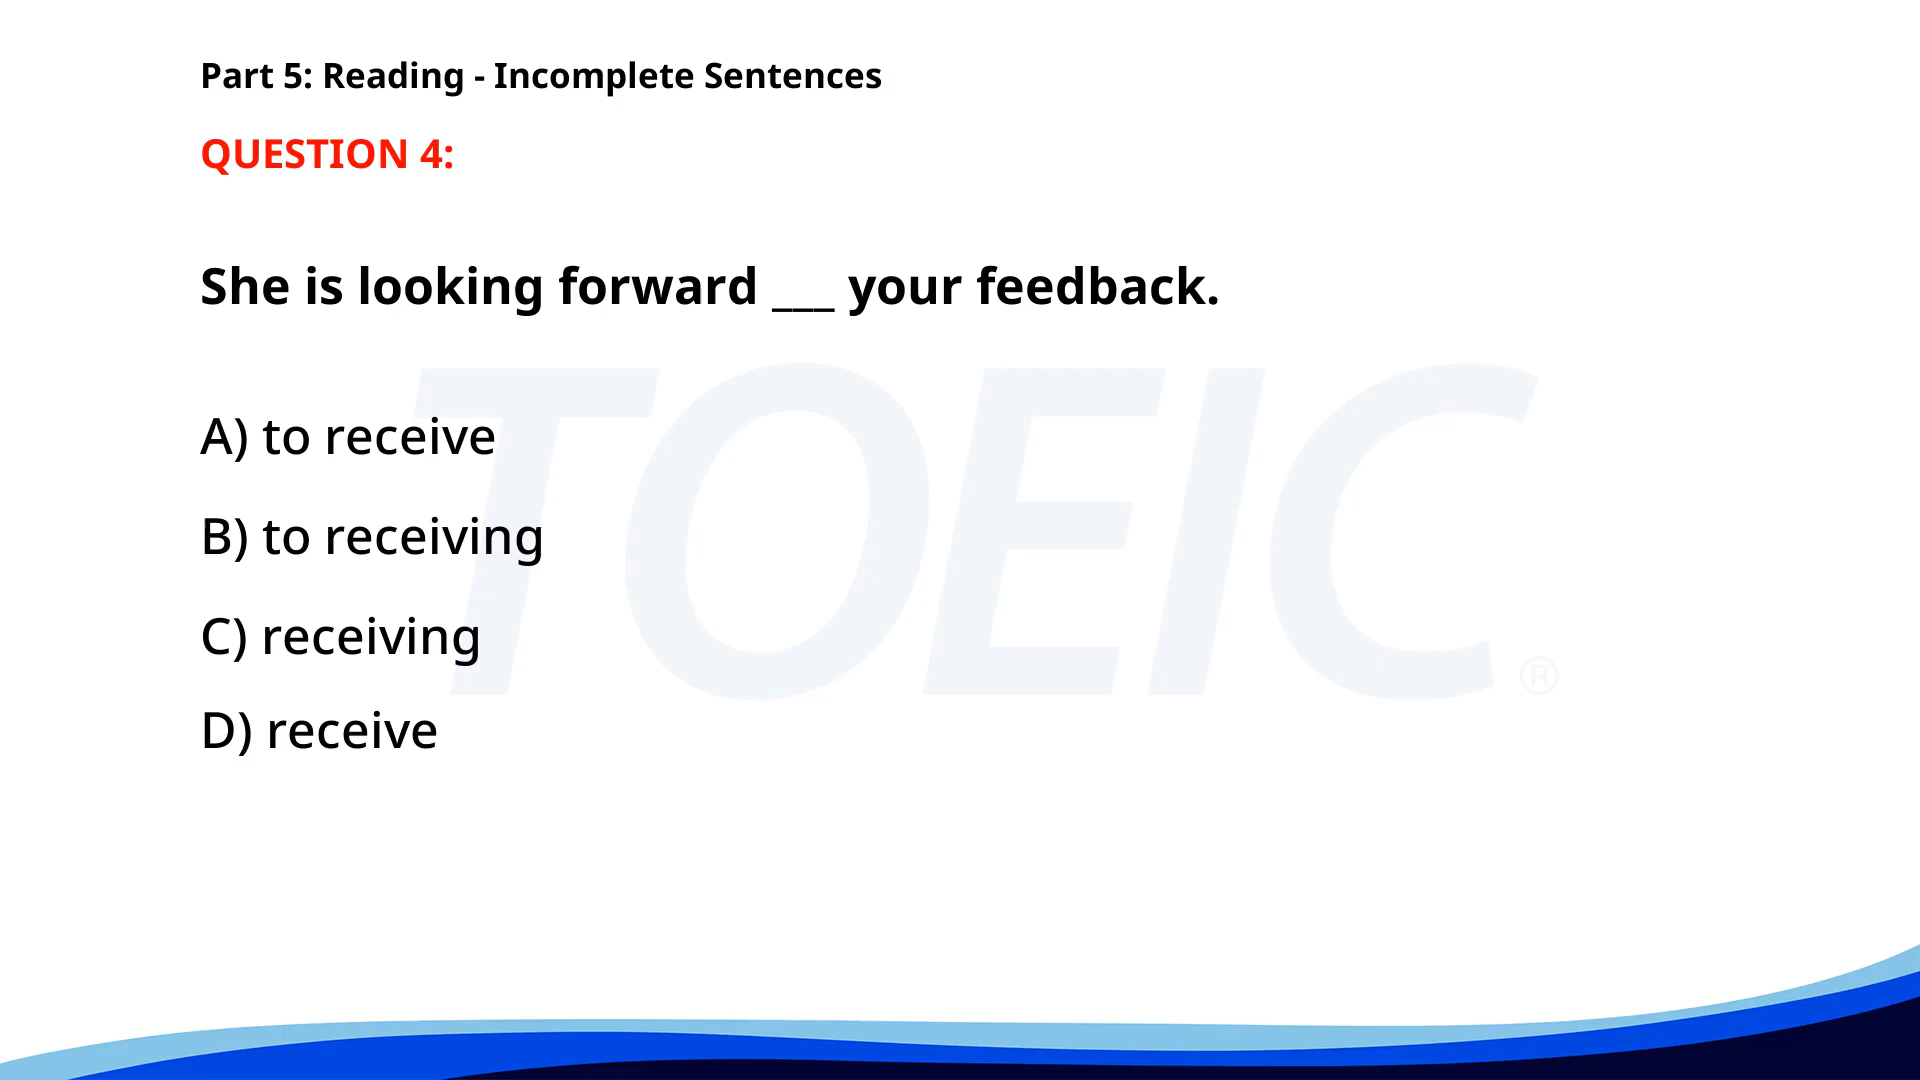 Part 5: Reading - Incomplete Sentences
QUESTION 4:
She is looking forward ___ your feedback.
A) to receive
B) to receiving
C) receiving
D) receive
TOEIC®